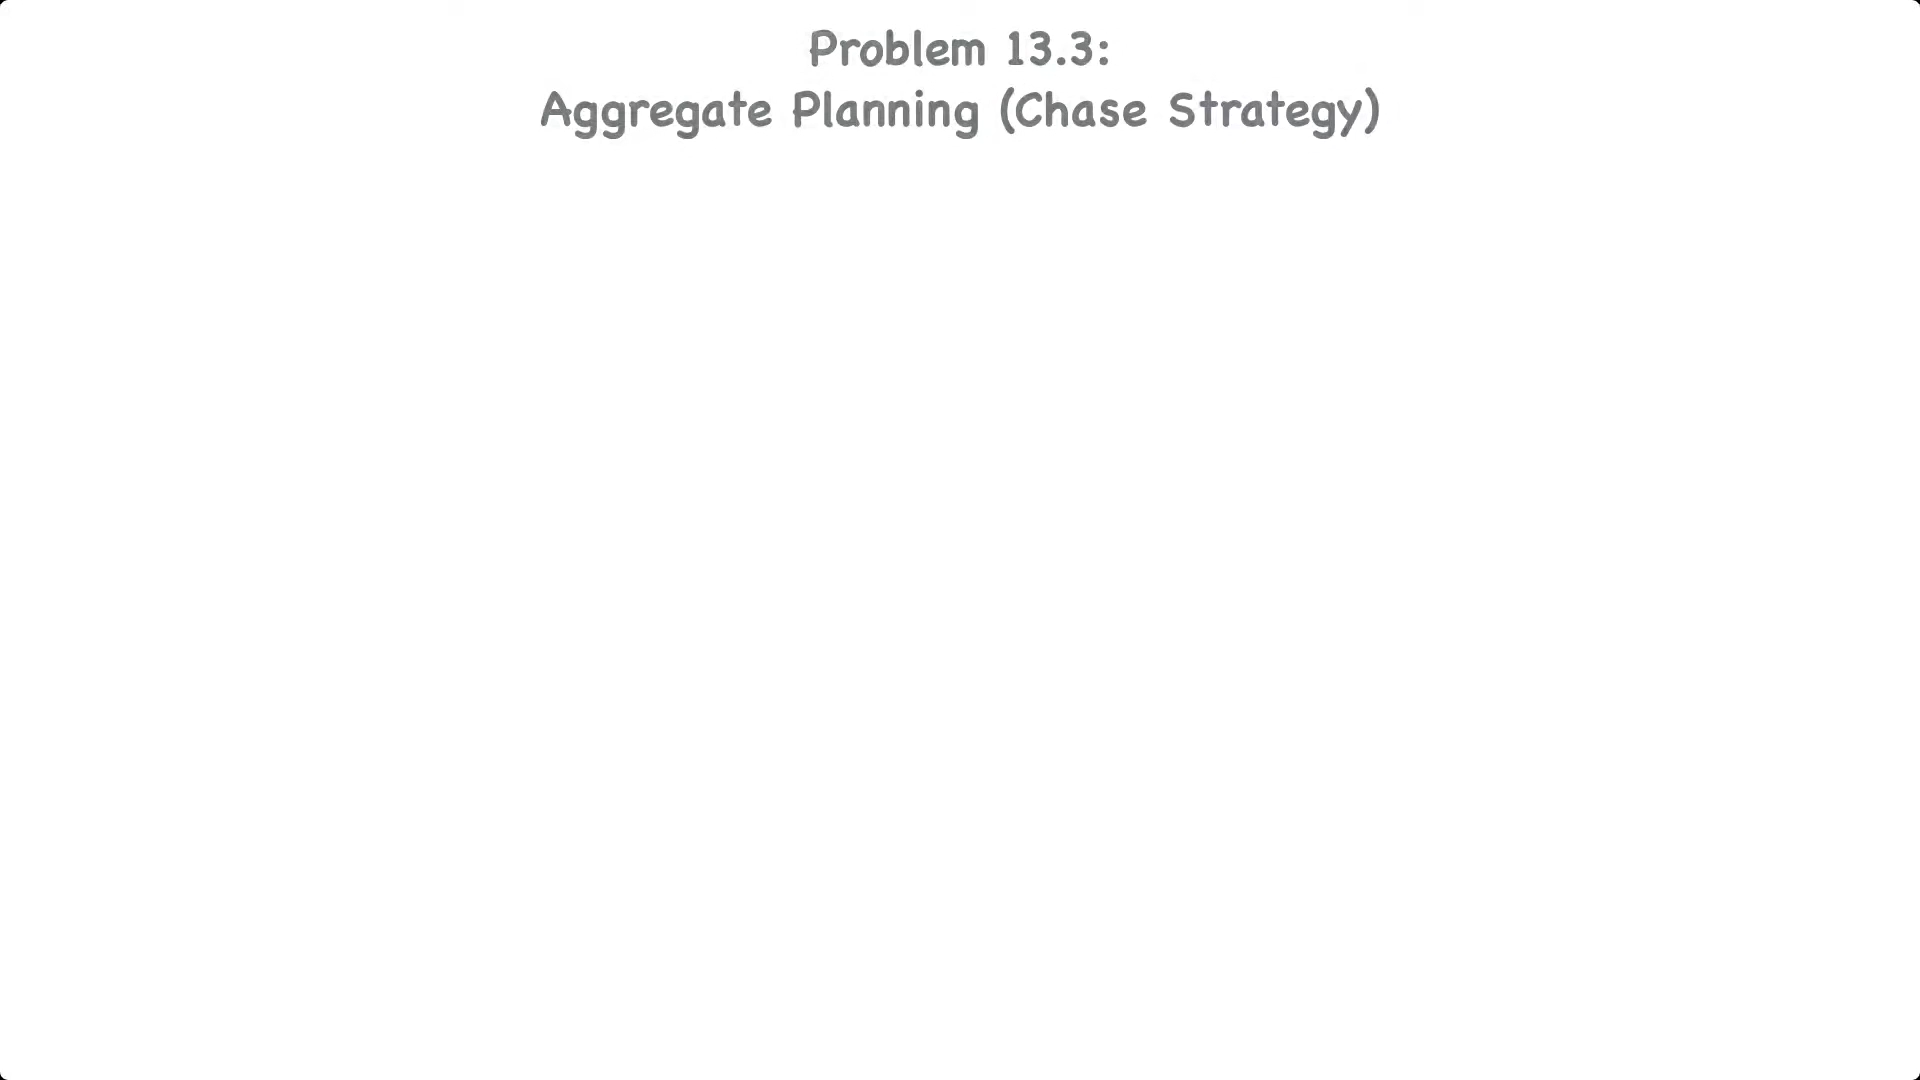 Problem 13.3:
Aggregate Planning (Chase Strategy)